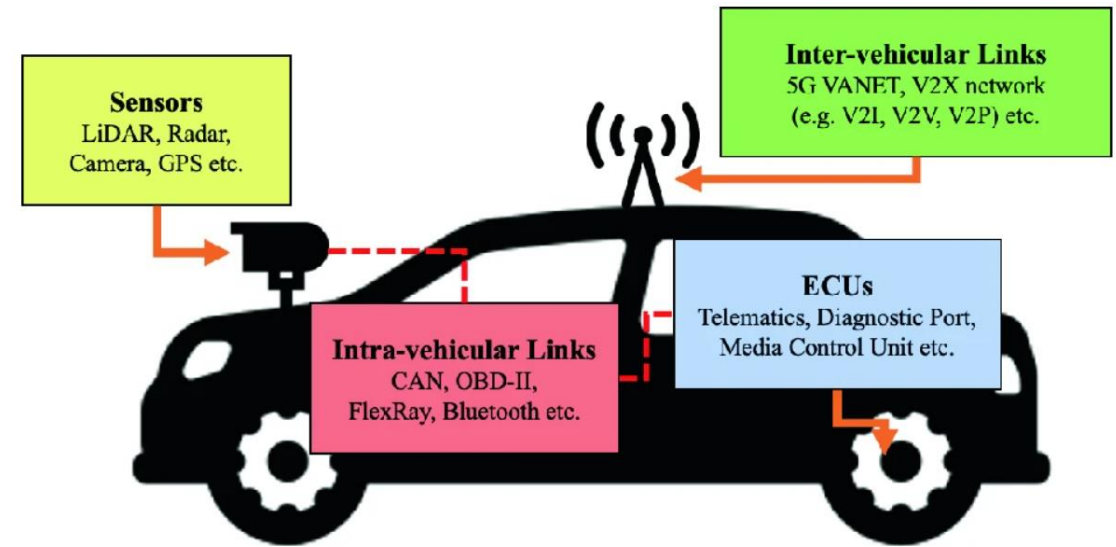 Sensors
LiDAR, Radar,
Camera, GPS etc.
Inter-vehicular Links
5G VANET, V2X network
(e.g. V2I, V2V, V2P) etc.
Intra-vehicular Links
CAN, OBD-II,
FlexRay, Bluetooth etc.
ECUs
Telematics, Diagnostic Port,
Media Control Unit etc.